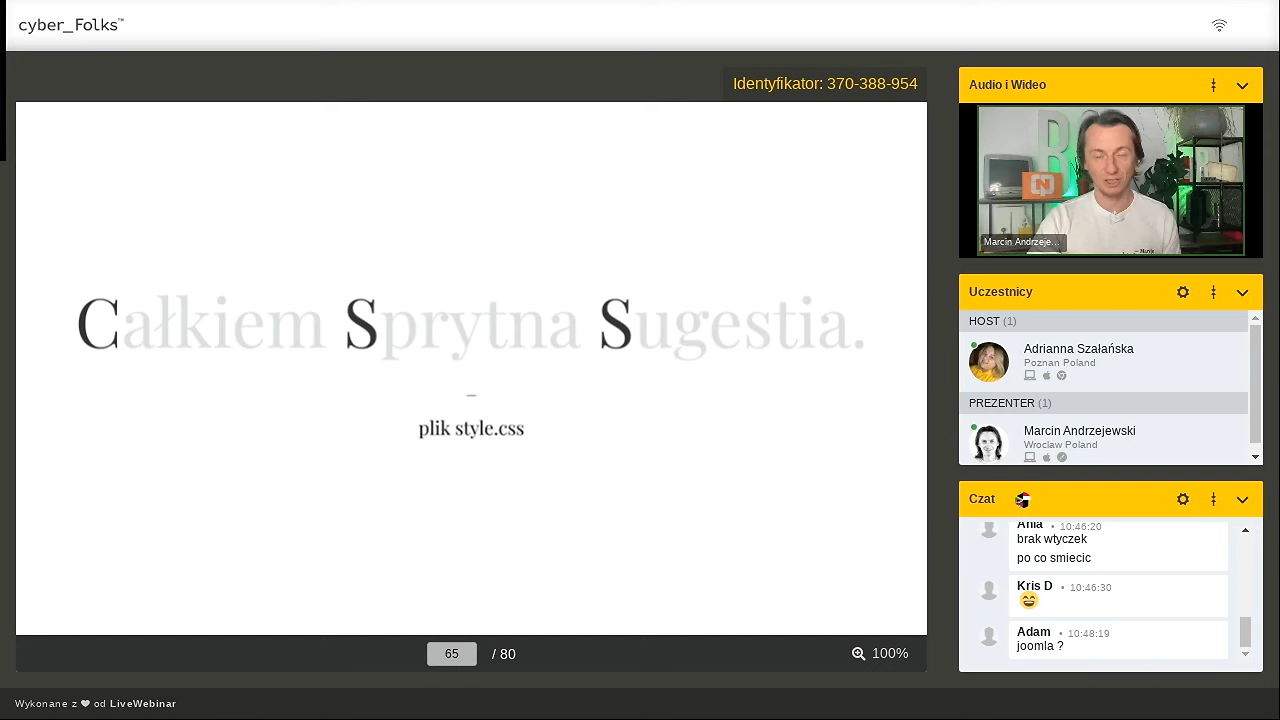 cyber_Folks™
Identyfikator: 370-388-954
Całkiem Sprytna Sugestia.
–
plik style.css
65 / 80
100%
Audio i Wideo
Marcin Andrzeje...
Uczestnicy
HOST (1)
Adrianna Szalańska
Poznan Poland
PREZENTER (1)
Marcin Andrzejewski
Wroclaw Poland
Czat
Ania • 10:46:20
brak wtyczek
po co smiecic
Kris D • 10:46:30
Adam • 10:48:19
joomla ?
Wykonane z ❤ od LiveWebinar